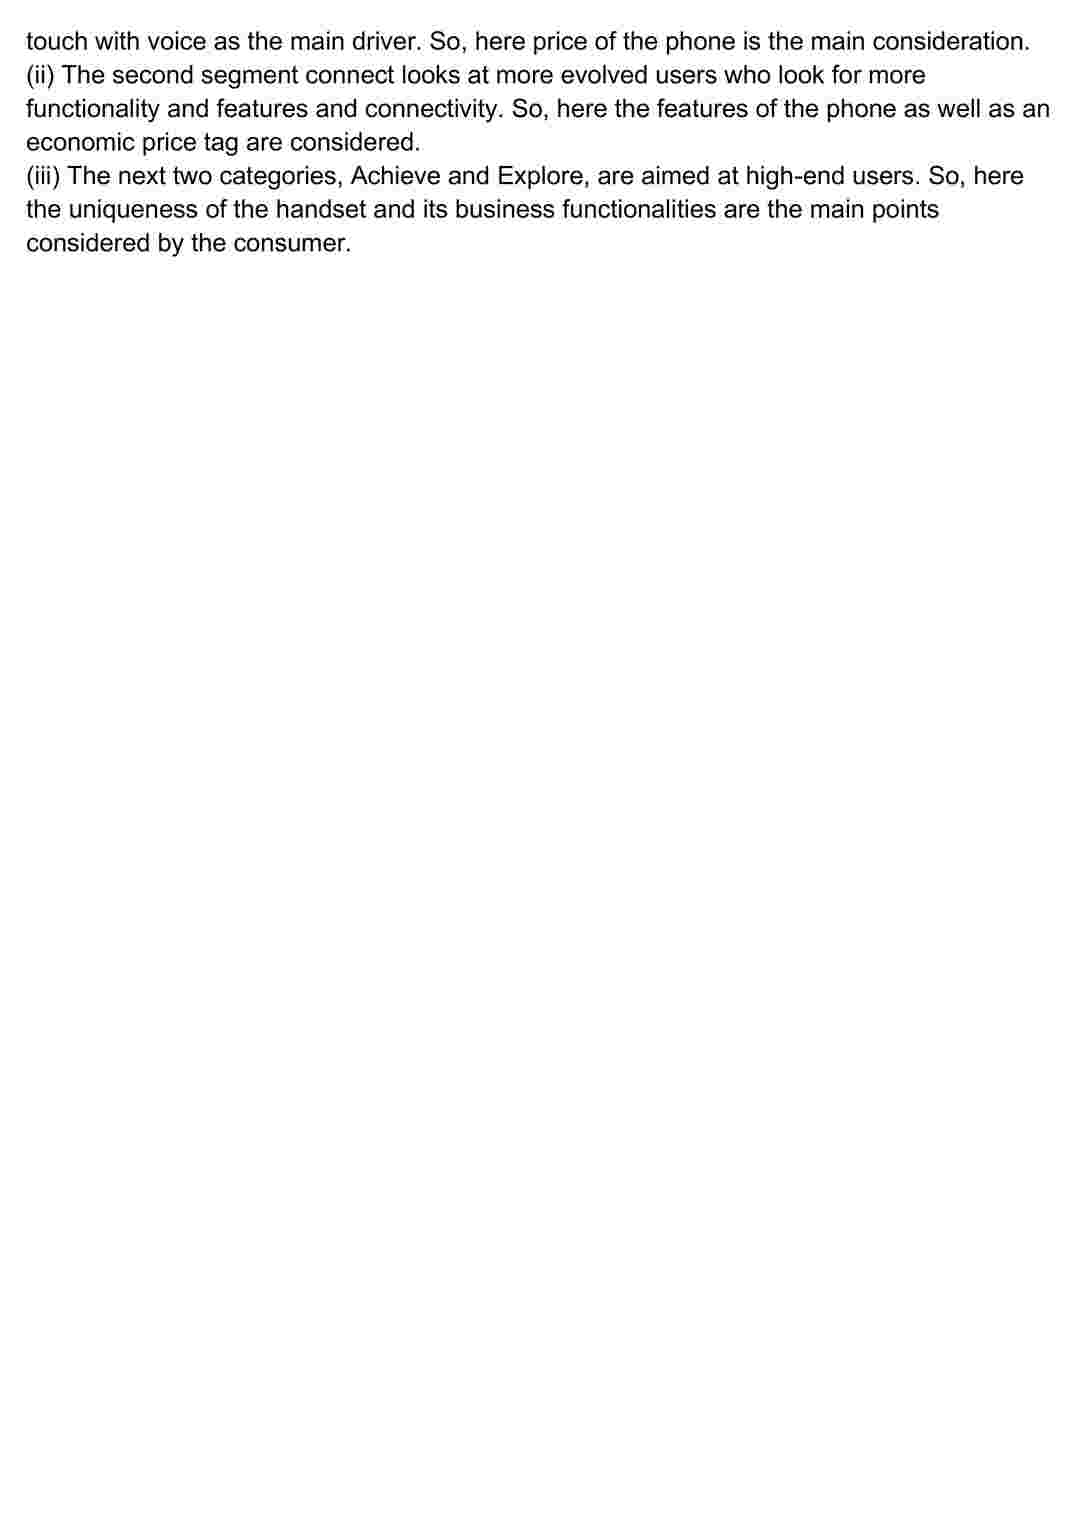 touch with voice as the main driver. So, here price of the phone is the main consideration.
(ii) The second segment connect looks at more evolved users who look for more
functionality and features and connectivity. So, here the features of the phone as well as an
economic price tag are considered.
(iii) The next two categories, Achieve and Explore, are aimed at high-end users. So, here
the uniqueness of the handset and its business functionalities are the main points
considered by the consumer.